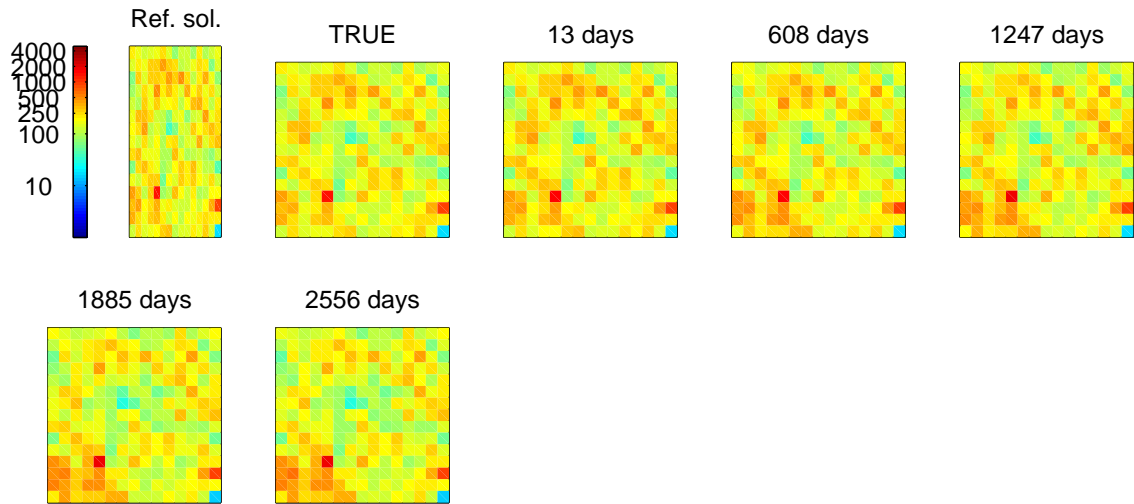 Ref. sol.
TRUE
13 days
608 days
1247 days
4000
2000
1000
500
250
100
10
1885 days
2556 days